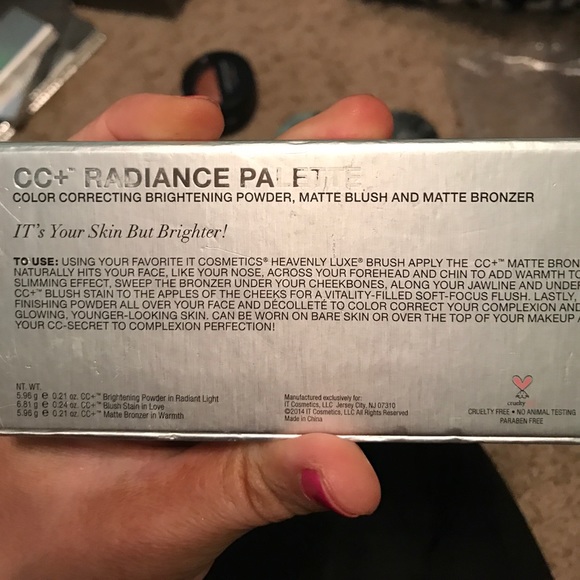 CC+™ RADIANCE PALETTE
COLOR CORRECTING BRIGHTENING POWDER, MATTE BLUSH AND MATTE BRONZER
IT's Your Skin But Brighter!
TO USE: USING YOUR FAVORITE IT COSMETICS® HEAVENLY LUXE® BRUSH APPLY THE CC+™ MATTE BRON
NATURALLY HITS YOUR FACE, LIKE YOUR NOSE, ACROSS YOUR FOREHEAD AND CHIN TO ADD WARMTH TO
SLIMMING EFFECT, SWEEP THE BRONZER UNDER YOUR CHEEKBONES, ALONG YOUR JAWLINE AND UNDER
CC+™ BLUSH STAIN TO THE APPLES OF THE CHEEKS FOR A VITALITY-FILLED SOFT-FOCUS FLUSH. LASTLY,
FINISHING POWDER ALL OVER YOUR FACE AND DÉCOLLETÉ TO COLOR CORRECT YOUR COMPLEXION AND
GLOWING, YOUNGER-LOOKING SKIN. CAN BE WORN ON BARE SKIN OR OVER THE TOP OF YOUR MAKEUP
YOUR CC-SECRET TO COMPLEXION PERFECTION!
NT. WT.
5.95 g ℮ 0.21 oz. CC+™ Brightening Powder in Radiant Light
6.81 g ℮ 0.24 oz. CC+™ Blush Stain in Love
5.96 g ℮ 0.21 oz. CC+™ Matte Bronzer in Warmth
Manufactured exclusively for:
IT Cosmetics, LLC Jersey City, NJ 07310
©2014 IT Cosmetics, LLC All Rights Reserved
Made in China
cruelty
CRUELTY FREE • NO ANIMAL TESTING
PARABEN FREE